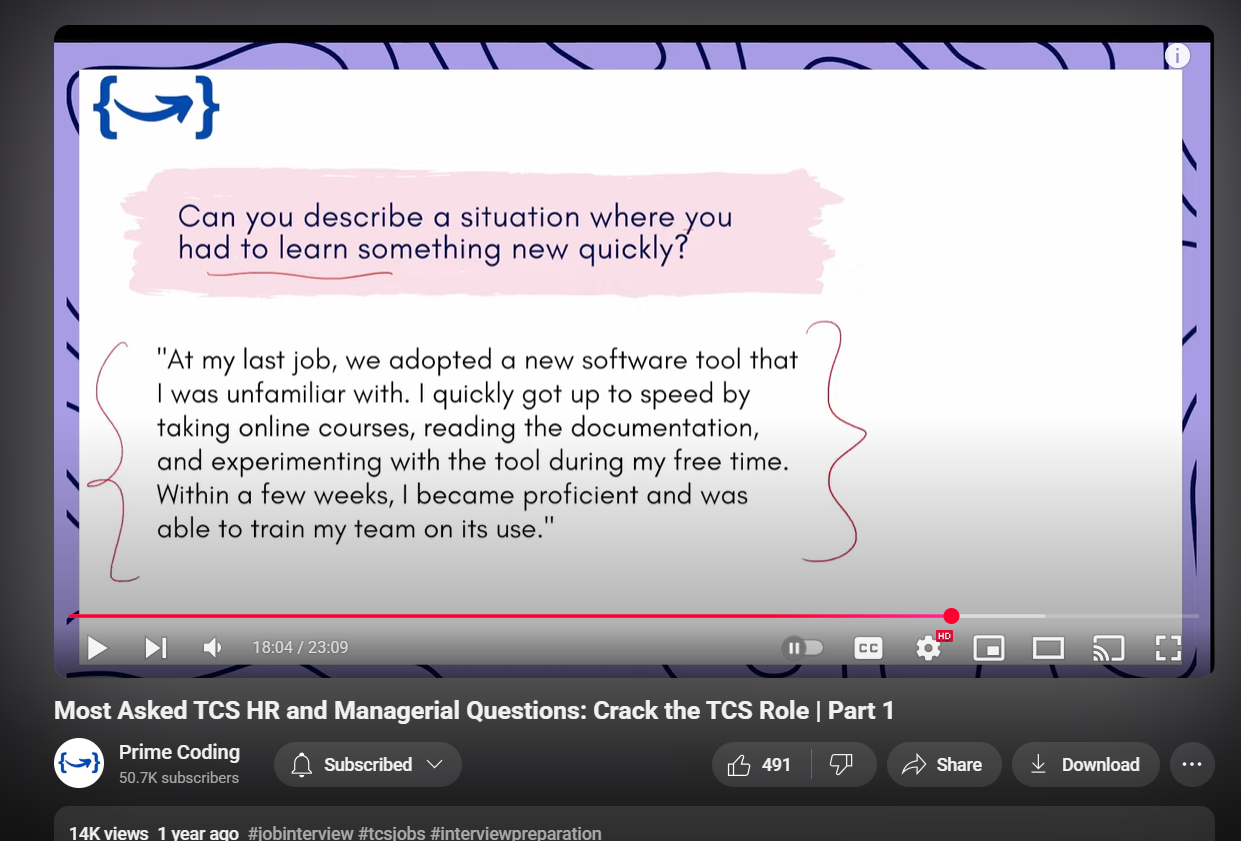 i
{ }
Can you describe a situation where you
had to learn something new quickly?
"At my last job, we adopted a new software tool that
I was unfamiliar with. I quickly got up to speed by
taking online courses, reading the documentation,
and experimenting with the tool during my free time.
Within a few weeks, I became proficient and was
able to train my team on its use."
18:04 / 23:09
CC
HD
Most Asked TCS HR and Managerial Questions: Crack the TCS Role | Part 1
{ }
Prime Coding
50.7K subscribers
Subscribed
491
Share
Download
14K views 1 year ago #jobinterview #tcsjobs #interviewpreparation